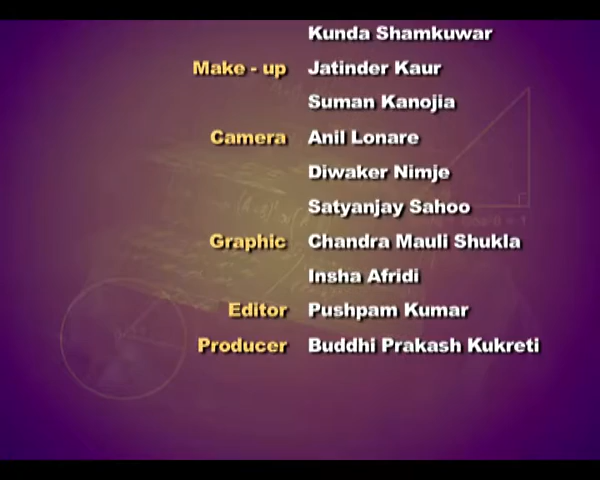 Kunda Shamkuwar
Make - up Jatinder Kaur
Suman Kanojia
Camera Anil Lonare
Diwaker Nimje
Satyanjay Sahoo
Graphic Chandra Mauli Shukla
Insha Afridi
Editor Pushpam Kumar
Producer Buddhi Prakash Kukreti